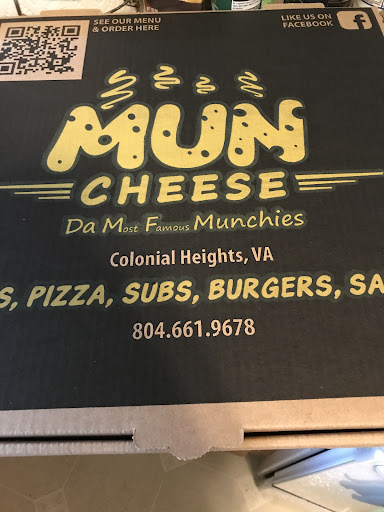 SEE OUR MENU
& ORDER HERE
LIKE US ON
FACEBOOK
f
MUN
CHEESE
Da Most Famous Munchies
Colonial Heights, VA
S, PIZZA, SUBS, BURGERS, SA
804.661.9678